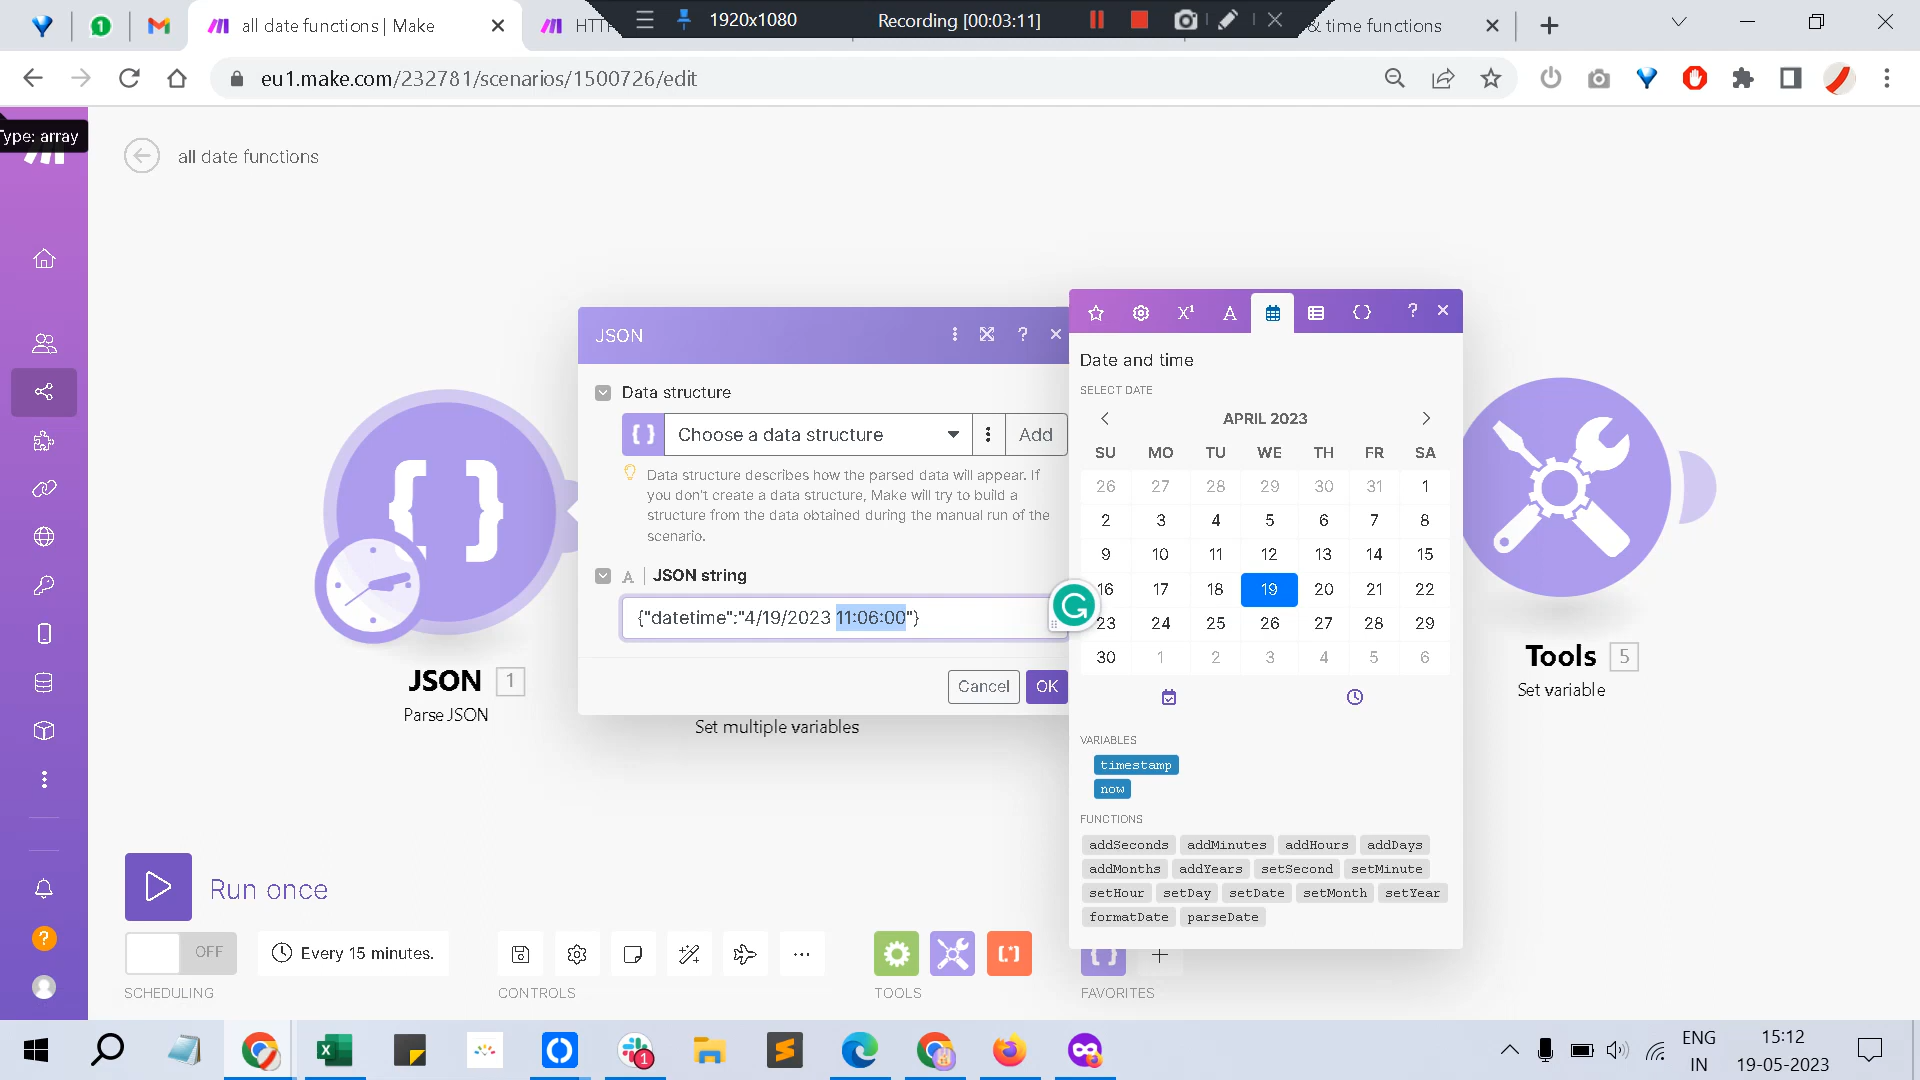 all date functions | Make
HTT
1920x1080
Recording [00:03:11]
& time functions
eu1.make.com/232781/scenarios/1500726/edit
Type: array
all date functions
JSON
Data structure
Choose a data structure
Add
Data structure describes how the parsed data will appear. If
you don't create a data structure, Make will try to build a
structure from the data obtained during the manual run of the
scenario.
A
JSON string
{"datetime":"4/19/2023 11:06:00"}
Cancel
OK
Date and time
SELECT DATE
APRIL 2023
SU MO TU WE TH FR SA
26 27 28 29 30 31 1
2 3 4 5 6 7 8
9 10 11 12 13 14 15
16 17 18 19 20 21 22
23 24 25 26 27 28 29
30 1 2 3 4 5 6
VARIABLES
timestamp
now
FUNCTIONS
addSeconds addMinutes addHours addDays
addMonths addYears setSecond setMinute
setHour setDay setDate setMonth setYear
formatDate parseDate
JSON 1
Parse JSON
Set multiple variables
Tools 5
Set variable
Run once
OFF
Every 15 minutes.
SCHEDULING
CONTROLS
TOOLS
FAVORITES
ENG
IN
15:12
19-05-2023